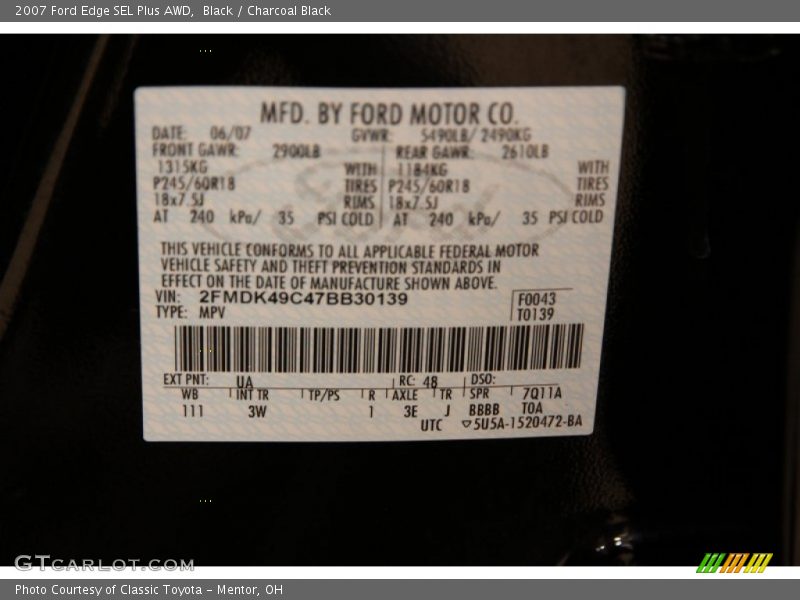 2007 Ford Edge SEL Plus AWD, Black / Charcoal Black
MFD. BY FORD MOTOR CO.
DATE: 06/07 GVWR: 5490LB/ 2490KG
FRONT GAWR: 2900LB REAR GAWR: 2610LB
1315KG WITH 1184KG WITH
P245/60R18 TIRES P245/60R18 TIRES
18x7.5J RIMS 18x7.5J RIMS
AT 240 kPa/ 35 PSI COLD AT 240 kPa/ 35 PSI COLD
THIS VEHICLE CONFORMS TO ALL APPLICABLE FEDERAL MOTOR
VEHICLE SAFETY AND THEFT PREVENTION STANDARDS IN
EFFECT ON THE DATE OF MANUFACTURE SHOWN ABOVE.
VIN: 2FMDK49C47BB30139 F0043
TYPE: MPV T0139
EXT PNT: UA RC: 48 DSO:
WB INT TR TP/PS R AXLE TR SPR 7Q11A
111 3W 1 3E J BBBB TOA
UTC ▽5U5A-1520472-BA
GTCARLOT.COM
Photo Courtesy of Classic Toyota - Mentor, OH